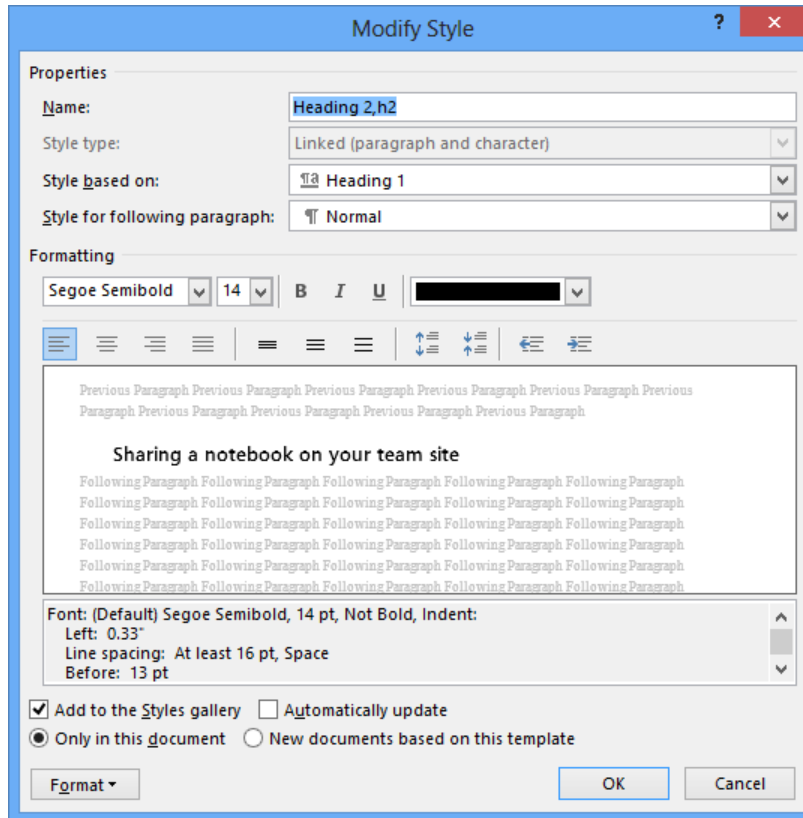 Modify Style
?
Properties
Name: Heading 2,h2
Style type: Linked (paragraph and character)
Style based on: ¶a Heading 1
Style for following paragraph: ¶ Normal
Formatting
Segoe Semibold 14 B I U
Previous Paragraph Previous Paragraph Previous Paragraph Previous Paragraph Previous Paragraph Previous
Paragraph Previous Paragraph Previous Paragraph Previous Paragraph Previous Paragraph
Sharing a notebook on your team site
Following Paragraph Following Paragraph Following Paragraph Following Paragraph Following Paragraph
Following Paragraph Following Paragraph Following Paragraph Following Paragraph Following Paragraph
Following Paragraph Following Paragraph Following Paragraph Following Paragraph Following Paragraph
Following Paragraph Following Paragraph Following Paragraph Following Paragraph Following Paragraph
Following Paragraph Following Paragraph Following Paragraph Following Paragraph Following Paragraph
Following Paragraph Following Paragraph Following Paragraph Following Paragraph Following Paragraph
Font: (Default) Segoe Semibold, 14 pt, Not Bold, Indent:
Left: 0.33"
Line spacing: At least 16 pt, Space
Before: 13 pt
Add to the Styles gallery Automatically update
Only in this document New documents based on this template
Format OK Cancel